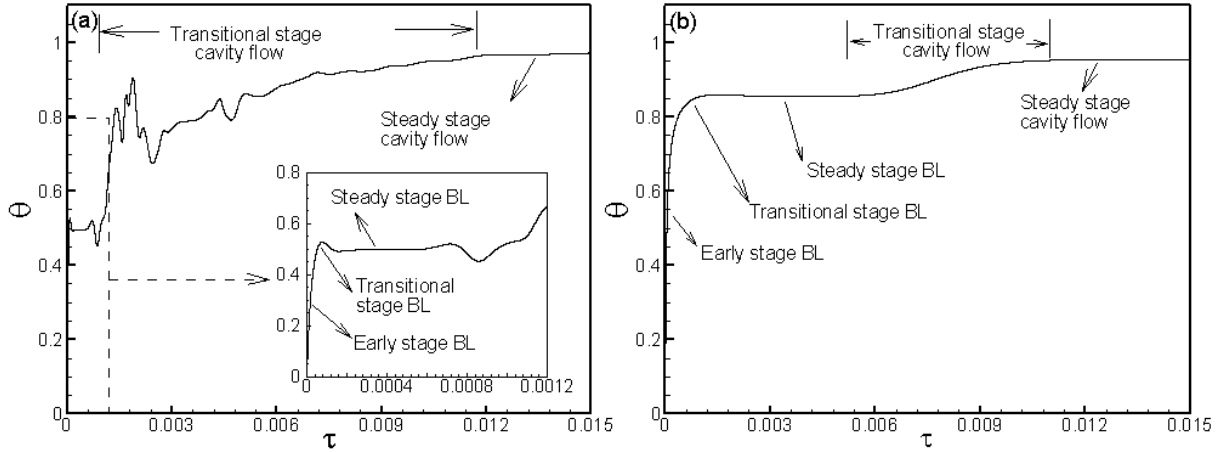 (a)
Transitional stage
cavity flow
Steady stage
cavity flow
1
0.8
0.6
0.4
0.2
0
θ
0
0.003
0.006
0.009
0.012
0.015
τ
0.8
0.6
0.4
0.2
0
Steady stage BL
Transitional
stage BL
Early stage BL
0
0.0004
0.0008
0.0012
(b)
Transitional stage
cavity flow
Steady stage
cavity flow
Steady stage BL
Transitional stage BL
Early stage BL
1
0.8
0.6
0.4
0.2
0
θ
0
0.003
0.006
0.009
0.012
0.015
τ